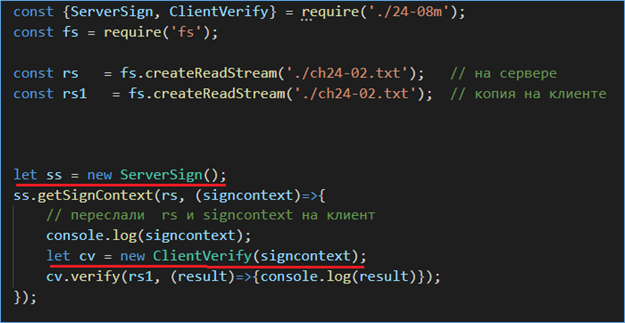 const {ServerSign, ClientVerify} = require('./24-08m');
const fs = require('fs');
const rs   = fs.createReadStream('./ch24-02.txt');   // на сервере
const rs1   = fs.createReadStream('./ch24-02.txt');  // копия на клиенте
let ss = new ServerSign();
ss.getSignContext(rs, (signcontext)=>{
    // переслали  rs и signcontext на клиент
    console.log(signcontext);
    let cv = new ClientVerify(signcontext);
    cv.verify(rs1, (result)=>{console.log(result)});
});